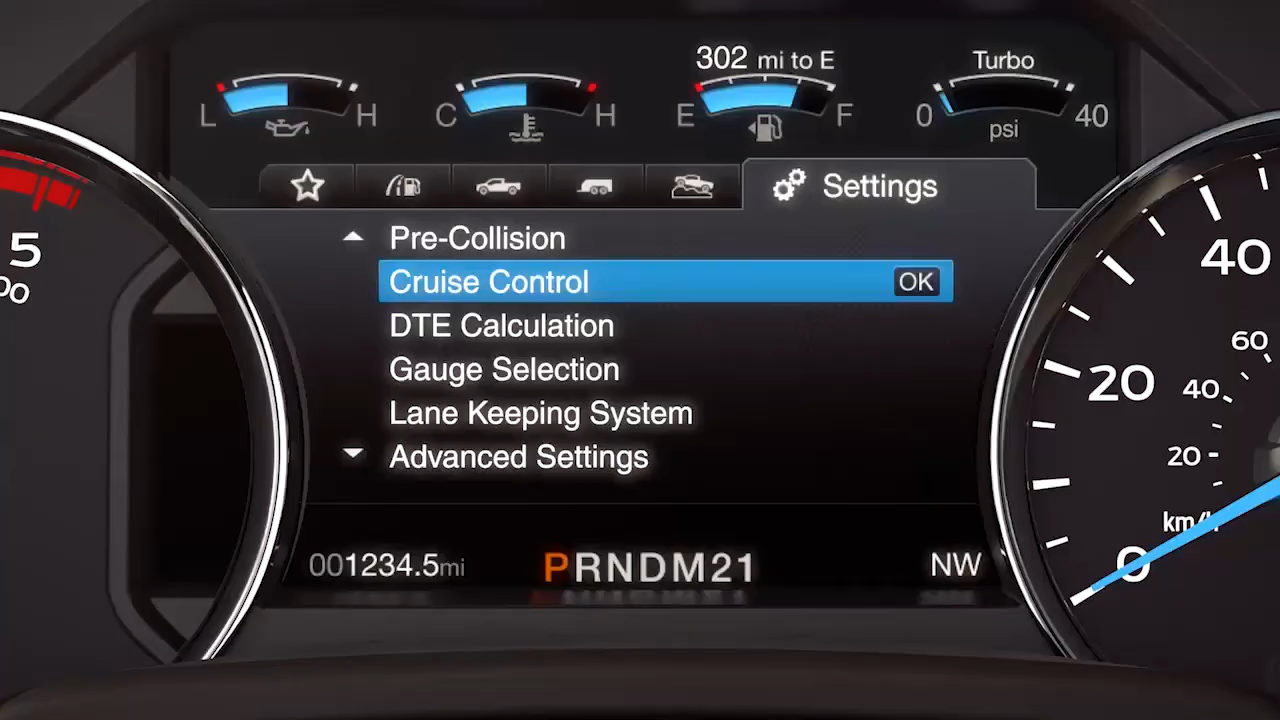 302 mi to E
Turbo
L H
C H
E F
0 40
psi
Settings
Pre-Collision
Cruise Control OK
DTE Calculation
Gauge Selection
Lane Keeping System
Advanced Settings
001234.5mi
PRNDM21
NW
5
40
20
0
60
40
20
km/h